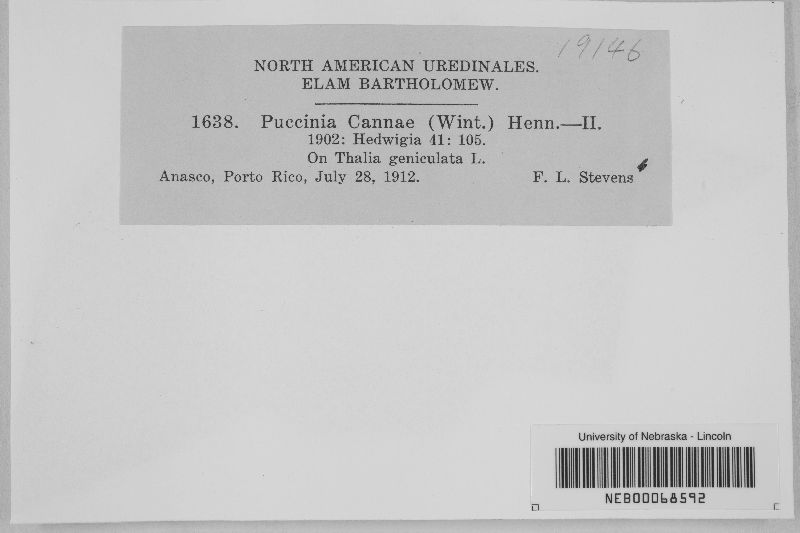 19146
NORTH AMERICAN UREDINALES.
ELAM BARTHOLOMEW.
1638. Puccinia Cannae (Wint.) Henn.—II.
1902: Hedwigia 41: 105.
On Thalia geniculata L.
Anasco, Porto Rico, July 28, 1912. F. L. Stevens
University of Nebraska - Lincoln
NEB00068592